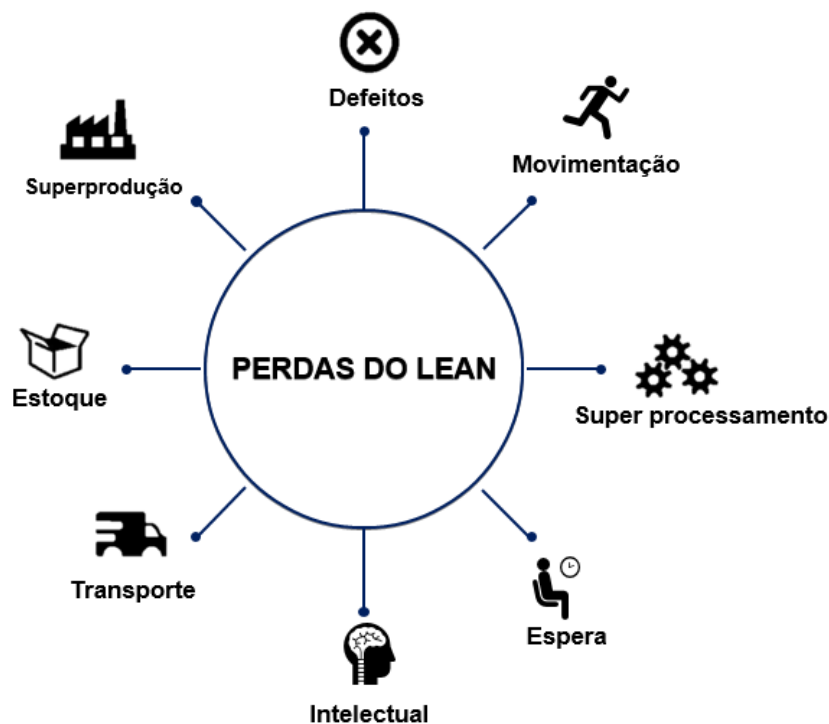 Defeitos
Movimentação
Superprodução
PERDAS DO LEAN
Estoque
Super processamento
Transporte
Espera
Intelectual